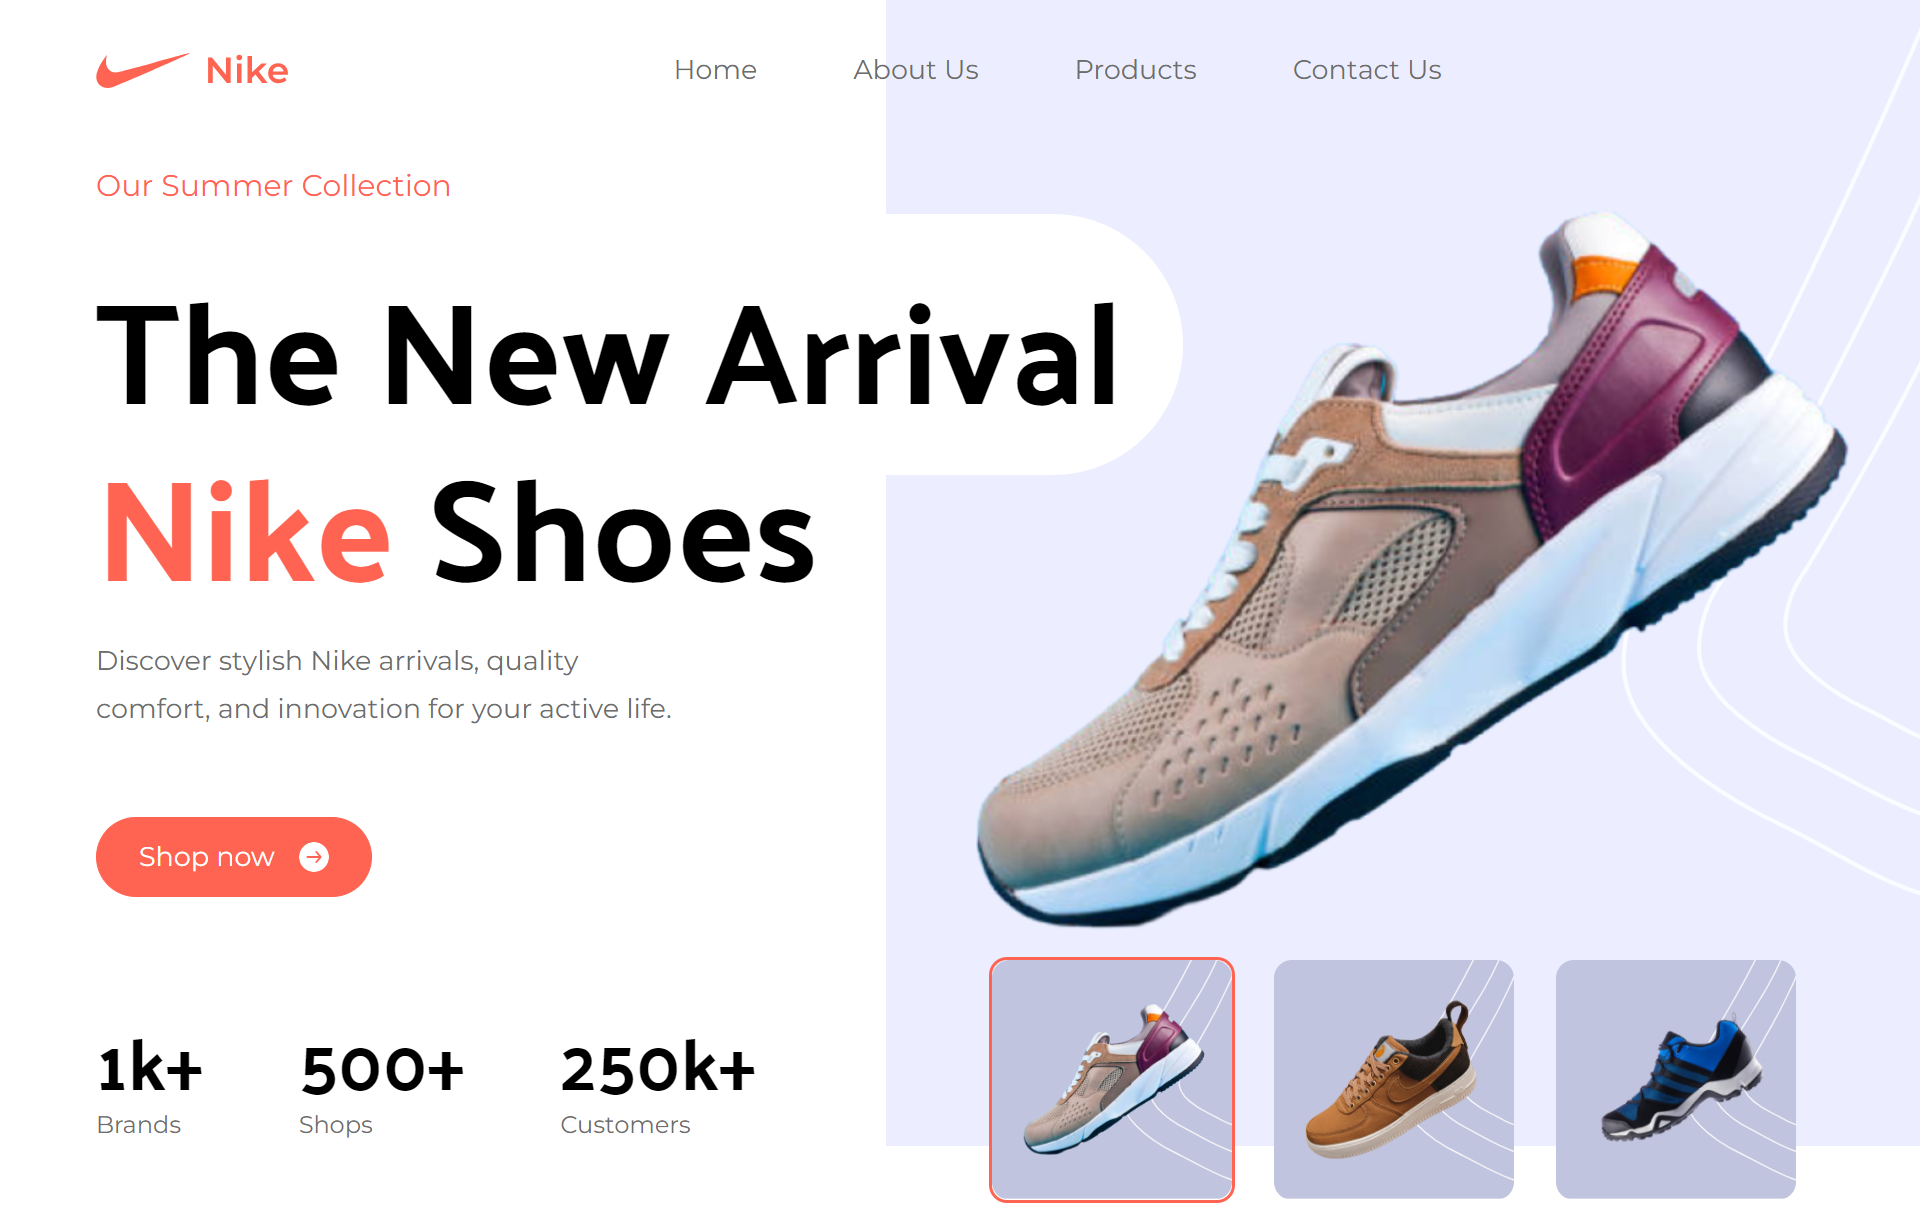 Nike
Home
About Us
Products
Contact Us
Our Summer Collection
The New Arrival
Nike Shoes
Discover stylish Nike arrivals, quality
comfort, and innovation for your active life.
Shop now
1k+
Brands
500+
Shops
250k+
Customers